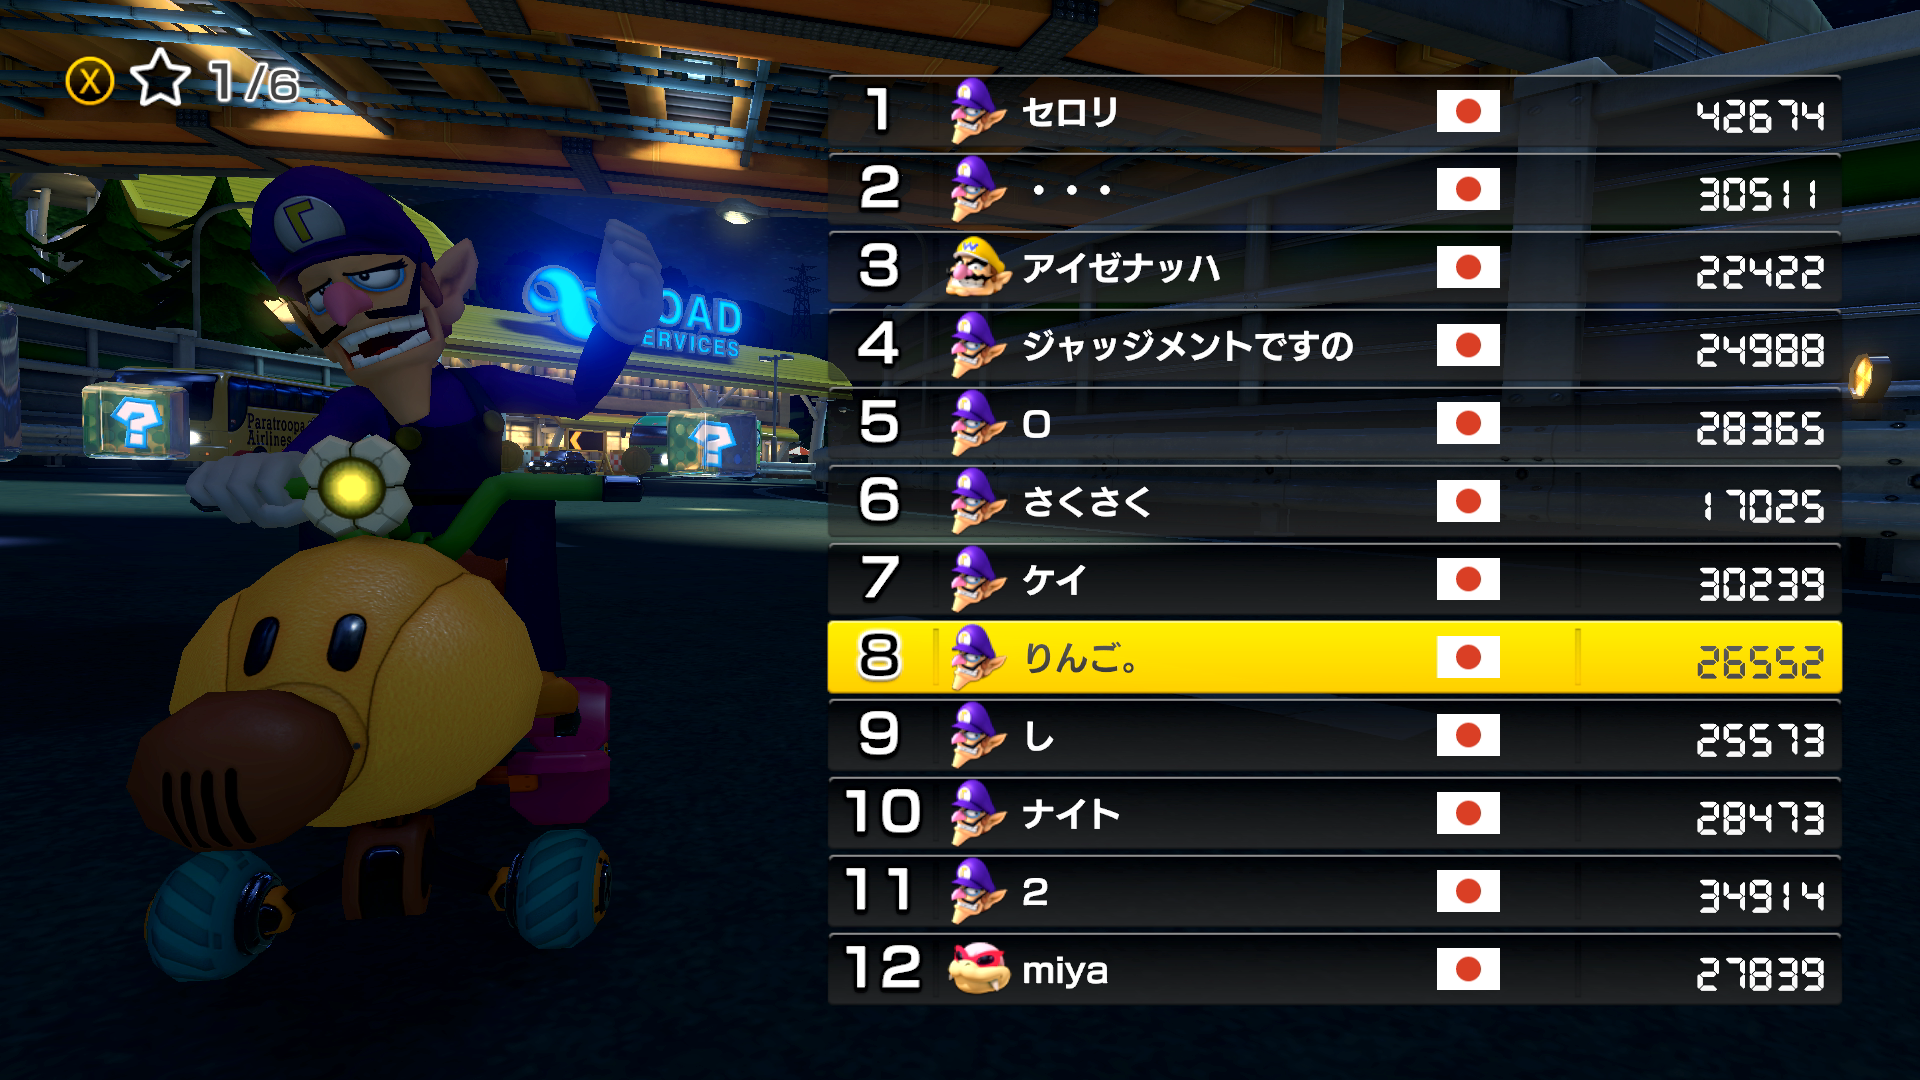 X 1/6
1 セロリ 42674
2 ・・・ 30511
3 アイゼナッハ 22422
4 ジャッジメントですの 24988
5 O 28365
6 さくさく 17025
7 ケイ 30239
8 りんご。 26552
9 し 25573
10 ナイト 28473
11 2 34914
12 miya 27839
OAD
ERVICES
Paratroopa
Airlines